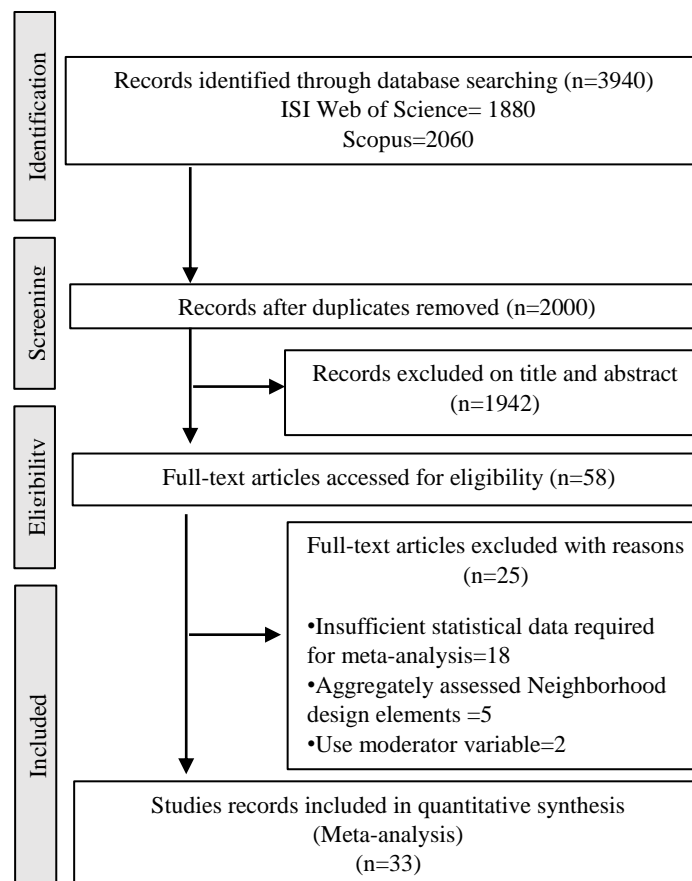 Identification
Records identified through database searching (n=3940)
ISI Web of Science= 1880
Scopus=2060
Screening
Records after duplicates removed (n=2000)
Records excluded on title and abstract
(n=1942)
Eligibility
Full-text articles accessed for eligibility (n=58)
Full-text articles excluded with reasons
(n=25)
•Insufficient statistical data required
for meta-analysis=18
•Aggregately assessed Neighborhood
design elements =5
•Use moderator variable=2
Included
Studies records included in quantitative synthesis
(Meta-analysis)
(n=33)